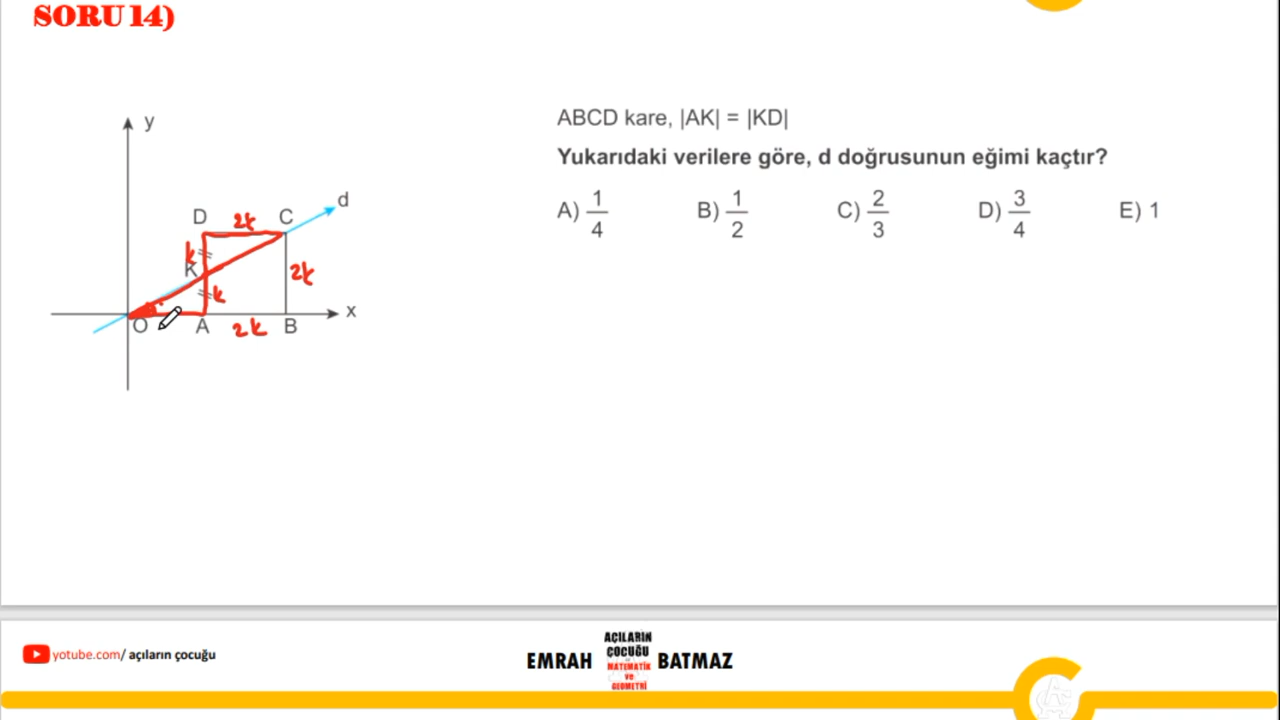 SORU 14)
ABCD kare, |AK| = |KD|
Yukarıdaki verilere göre, d doğrusunun eğimi kaçtır?
A) 1/4 B) 1/2 C) 2/3 D) 3/4 E) 1
y
d
D 2k C
k
K
2k
k
x
O A 2k B
yotube.com/ açıların çocuğu
EMRAH
AÇILARIN
ÇOCUĞU
MATEMATİK
ve
GEOMETRİ
BATMAZ